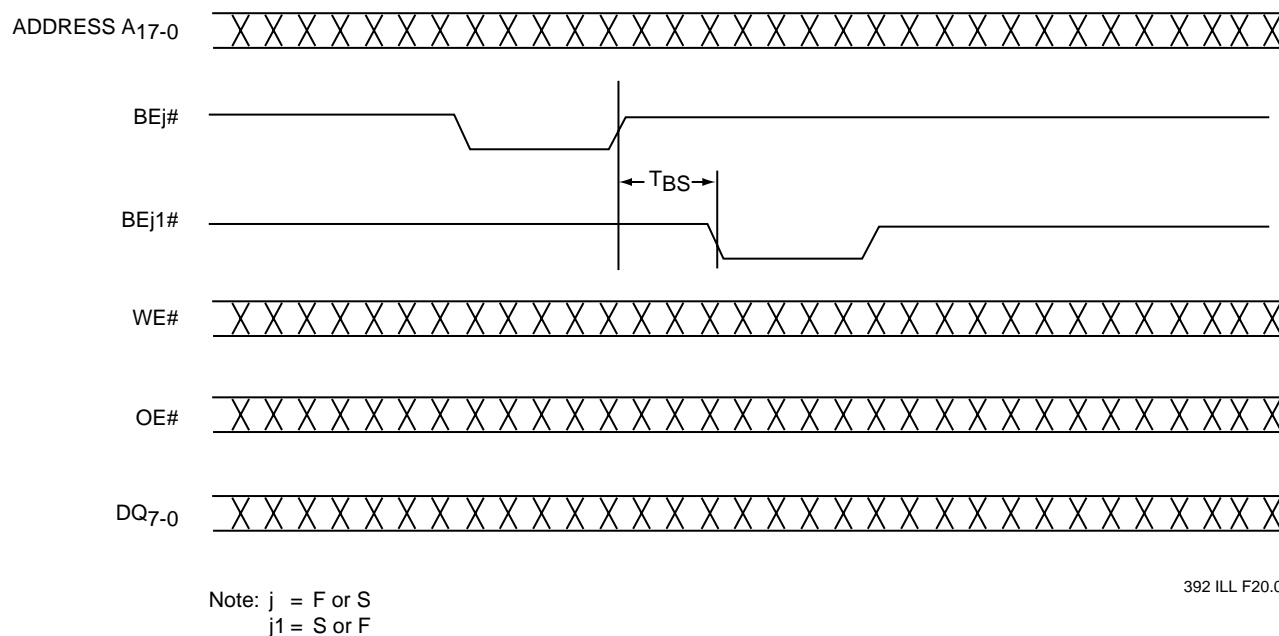 ADDRESS A17-0
BEj#
TBS
BEj1#
WE#
OE#
DQ7-0
392 ILL F20.0
Note: j = F or S
j1 = S or F